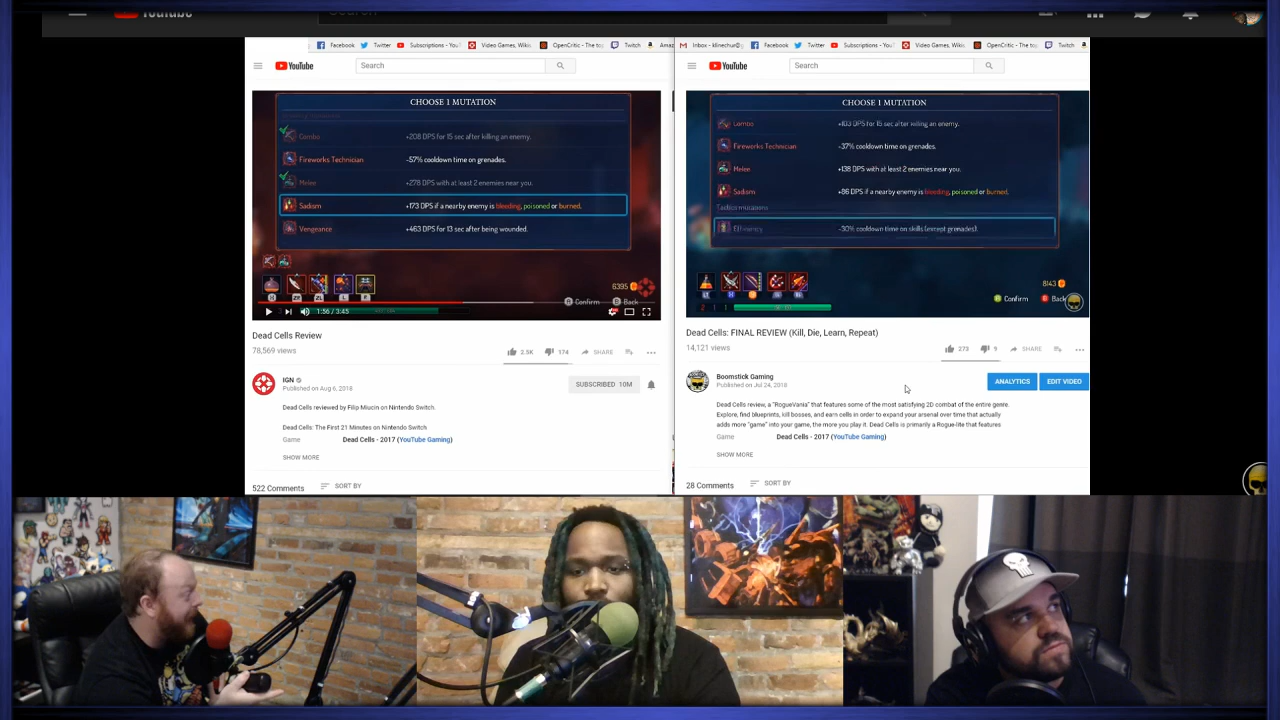 YouTube
Search
Facebook Twitter Subscriptions - You Video Games, Wikis OpenCritic - The to Twitch Amaz
YouTube
Search
CHOOSE 1 MUTATION
Combo +208 DPS for 15 sec after killing an enemy.
Fireworks Technician -57% cooldown time on grenades.
Melee +278 DPS with at least 2 enemies near you.
Sadism +173 DPS if a nearby enemy is bleeding, poisoned or burned.
Vengeance +463 DPS for 13 sec after being wounded.
6395
Confirm Back
1:56 / 3:45
Dead Cells Review
78,569 views
2.5K 174 SHARE
IGN
Published on Aug 6, 2018
SUBSCRIBED 10M
Dead Cells reviewed by Filip Miucin on Nintendo Switch.
Dead Cells: The First 21 Minutes on Nintendo Switch
Game Dead Cells - 2017 (YouTube Gaming)
SHOW MORE
522 Comments SORT BY
Inbox - klinechur@g Facebook Twitter Subscriptions - You Video Games, Wikis OpenCritic - The to Twitch
YouTube
Search
CHOOSE 1 MUTATION
Combo +103 DPS for 15 sec after killing an enemy.
Fireworks Technician -37% cooldown time on grenades.
Melee +138 DPS with at least 2 enemies near you.
Sadism +86 DPS if a nearby enemy is bleeding, poisoned or burned.
Tactics mutations
Efficiency -30% cooldown time on skills (except grenades).
8143
Confirm Back
Dead Cells: FINAL REVIEW (Kill, Die, Learn, Repeat)
14,121 views
273 9 SHARE
Boomstick Gaming
Published on Jul 24, 2018
ANALYTICS EDIT VIDEO
Dead Cells review, a "RogueVania" that features some of the most satisfying 2D combat of the entire genre.
Explore, find blueprints, kill bosses, and earn cells in order to expand your arsenal over time that actually
adds more "game" into your game, the more you play it. Dead Cells is primarily a Rogue-lite that features
Game Dead Cells - 2017 (YouTube Gaming)
SHOW MORE
28 Comments SORT BY